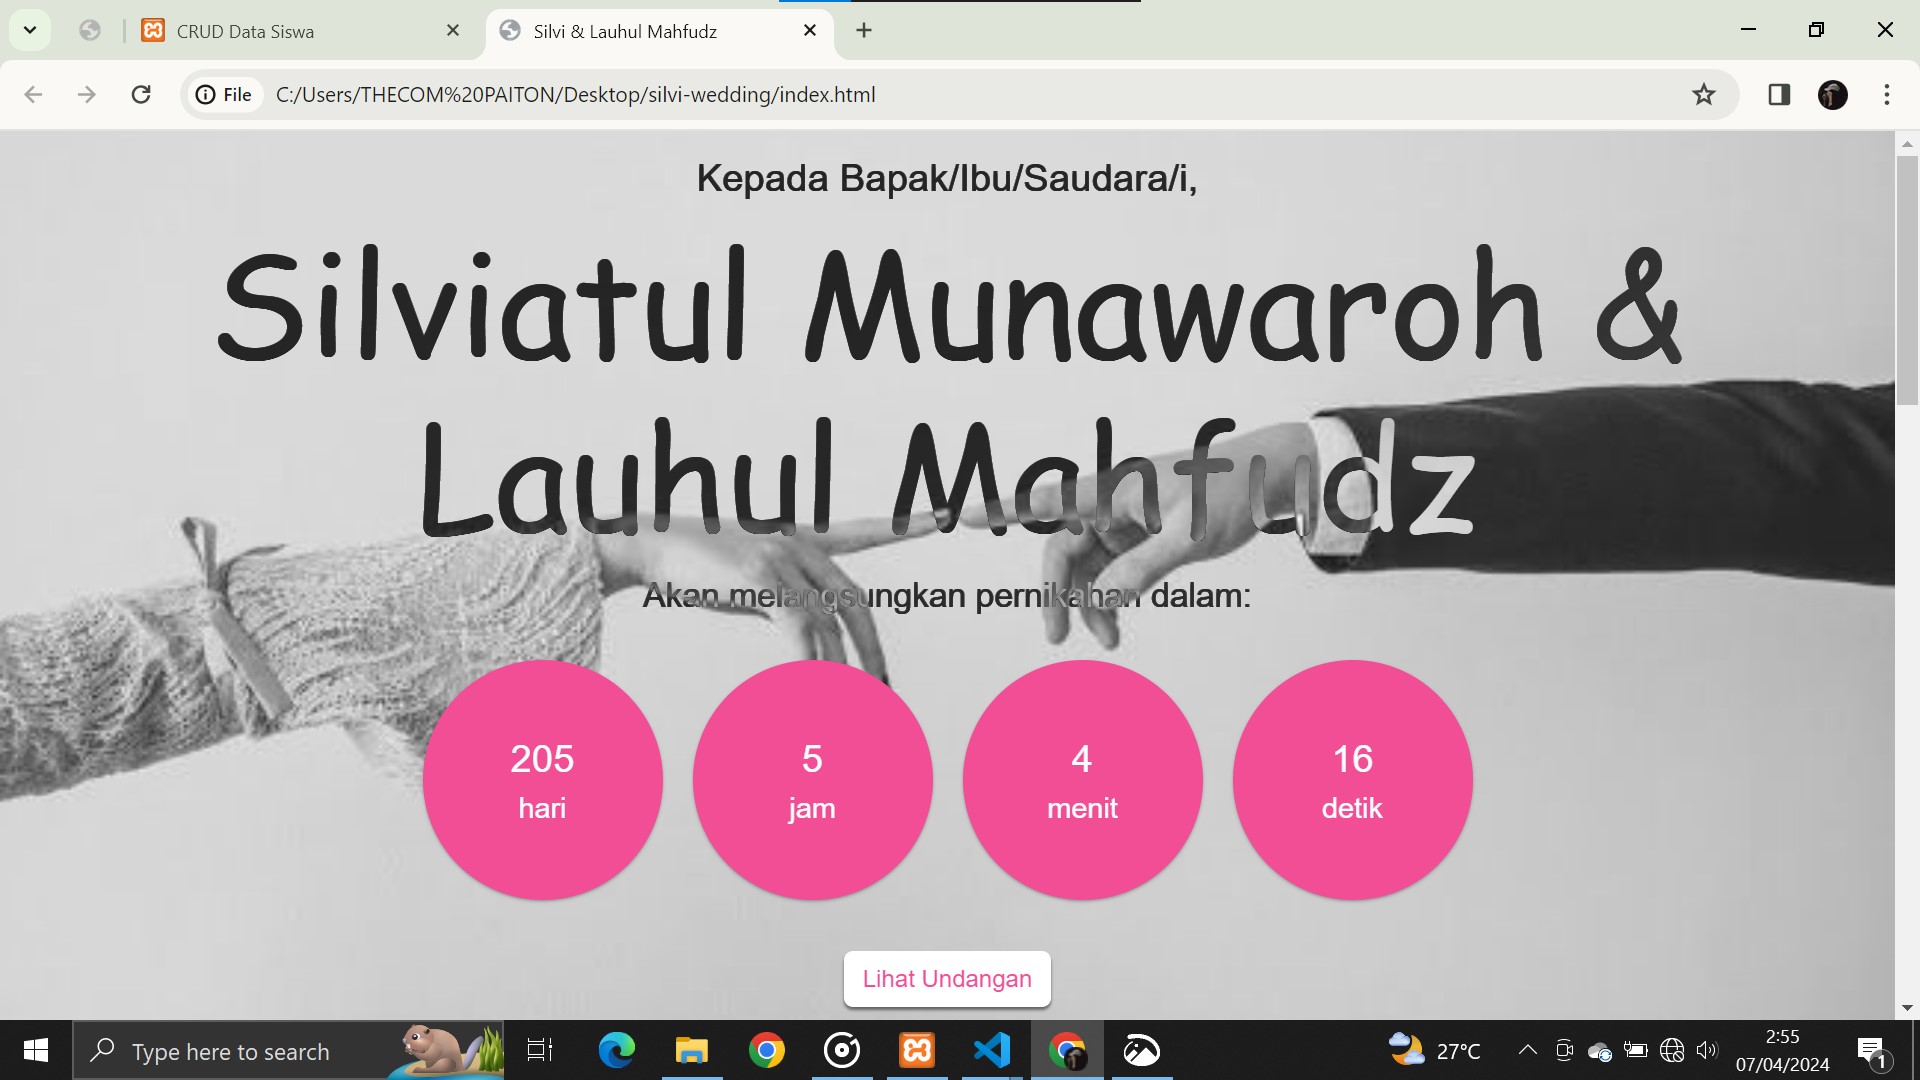 CRUD Data Siswa
Silvi & Lauhul Mahfudz
File
C:/Users/THECOM%20PAITON/Desktop/silvi-wedding/index.html
Kepada Bapak/Ibu/Saudara/i,
Silviatul Munawaroh &
Lauhul Mahfudz
Akan melangsungkan pernikahan dalam:
205
hari
5
jam
4
menit
16
detik
Lihat Undangan
Type here to search
27°C
2:55
07/04/2024
1